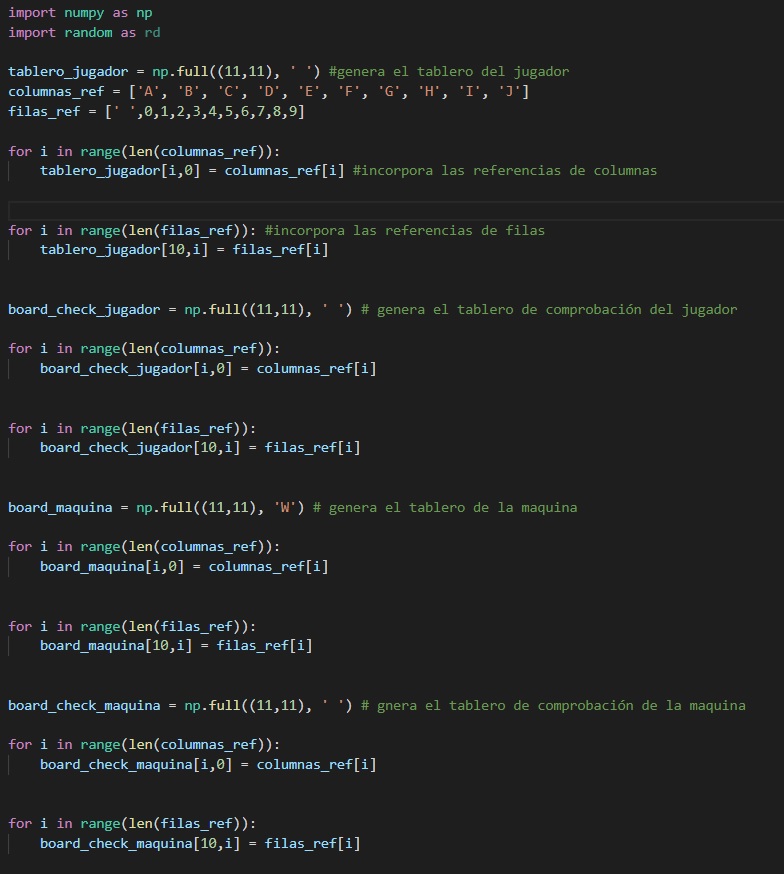 import numpy as np
import random as rd
tablero_jugador = np.full((11,11), ' ') #genera el tablero del jugador
columnas_ref = ['A', 'B', 'C', 'D', 'E', 'F', 'G', 'H', 'I', 'J']
filas_ref = [' ',0,1,2,3,4,5,6,7,8,9]
for i in range(len(columnas_ref)):
    tablero_jugador[i,0] = columnas_ref[i] #incorpora las referencias de columnas
for i in range(len(filas_ref)): #incorpora las referencias de filas
    tablero_jugador[10,i] = filas_ref[i]
board_check_jugador = np.full((11,11), ' ') # genera el tablero de comprobación del jugador
for i in range(len(columnas_ref)):
    board_check_jugador[i,0] = columnas_ref[i]
for i in range(len(filas_ref)):
    board_check_jugador[10,i] = filas_ref[i]
board_maquina = np.full((11,11), 'W') # genera el tablero de la maquina
for i in range(len(columnas_ref)):
    board_maquina[i,0] = columnas_ref[i]
for i in range(len(filas_ref)):
    board_maquina[10,i] = filas_ref[i]
board_check_maquina = np.full((11,11), ' ') # gnera el tablero de comprobación de la maquina
for i in range(len(columnas_ref)):
    board_check_maquina[i,0] = columnas_ref[i]
for i in range(len(filas_ref)):
    board_check_maquina[10,i] = filas_ref[i]